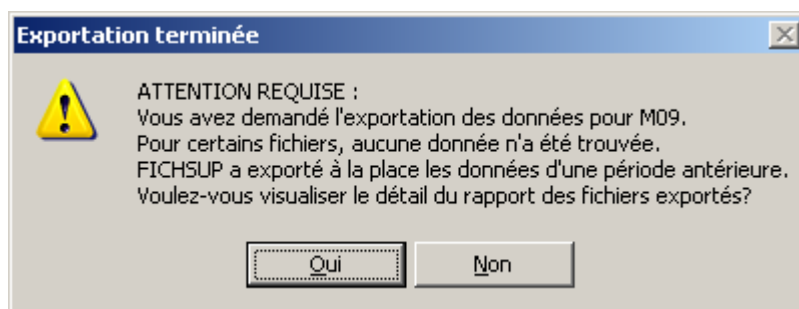 Exportation terminée
ATTENTION REQUISE :
Vous avez demandé l'exportation des données pour M09.
Pour certains fichiers, aucune donnée n'a été trouvée.
FICHSUP a exporté à la place les données d'une période antérieure.
Voulez-vous visualiser le détail du rapport des fichiers exportés?
Oui
Non